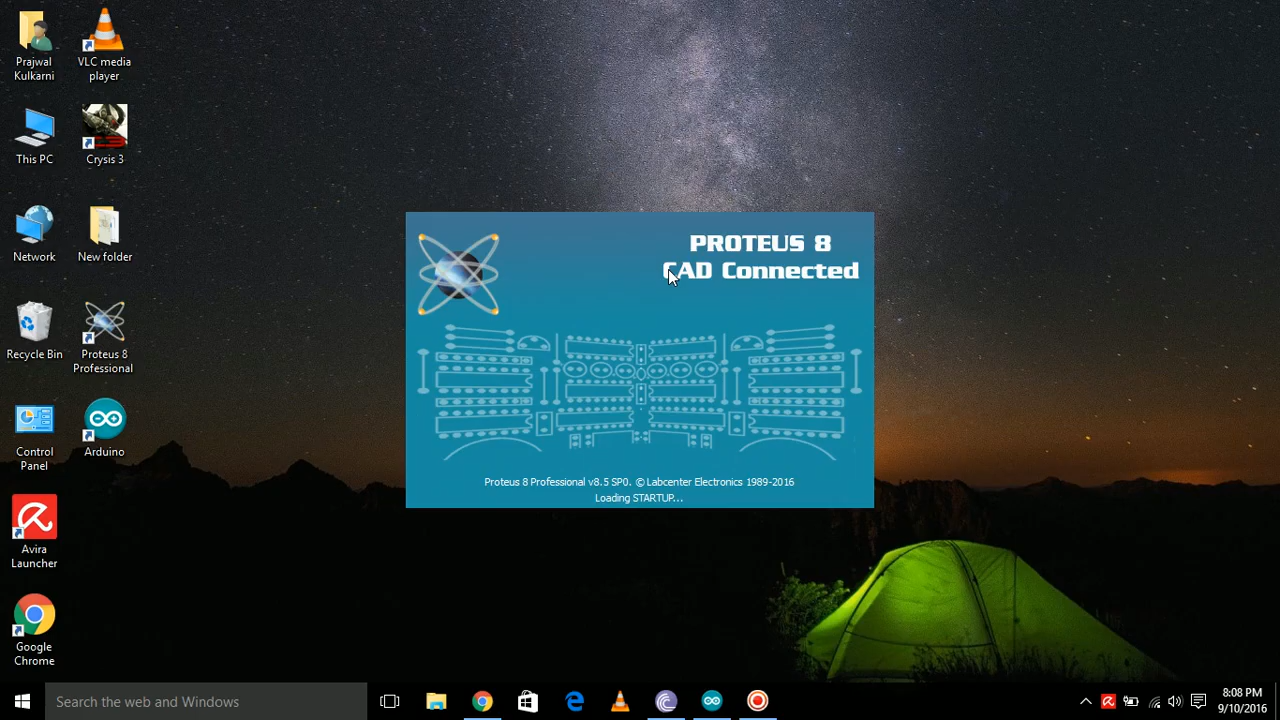 Prajwal
Kulkarni
VLC media
player
This PC
Crysis 3
Network
New folder
Recycle Bin
Proteus 8
Professional
Control
Panel
Arduino
Avira
Launcher
Google
Chrome
PROTEUS 8
CAD Connected
Proteus 8 Professional v8.5 SP0. © Labcenter Electronics 1989-2016
Loading STARTUP...
Search the web and Windows
8:08 PM
9/10/2016